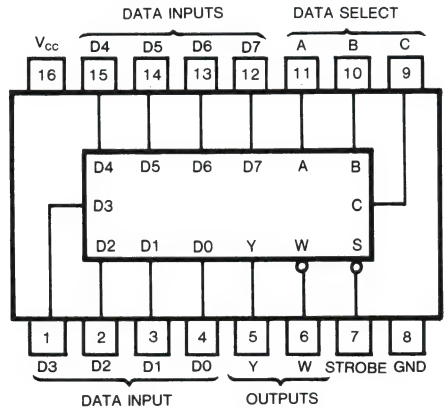 DATA INPUTS DATA SELECT
VCC D4 D5 D6 D7 A B C
16 15 14 13 12 11 10 9
D4 D5 D6 D7 A B
D3 C
D2 D1 D0 Y W S
1 2 3 4 5 6 7 8
D3 D2 D1 D0 Y W STROBE GND
DATA INPUT OUTPUTS